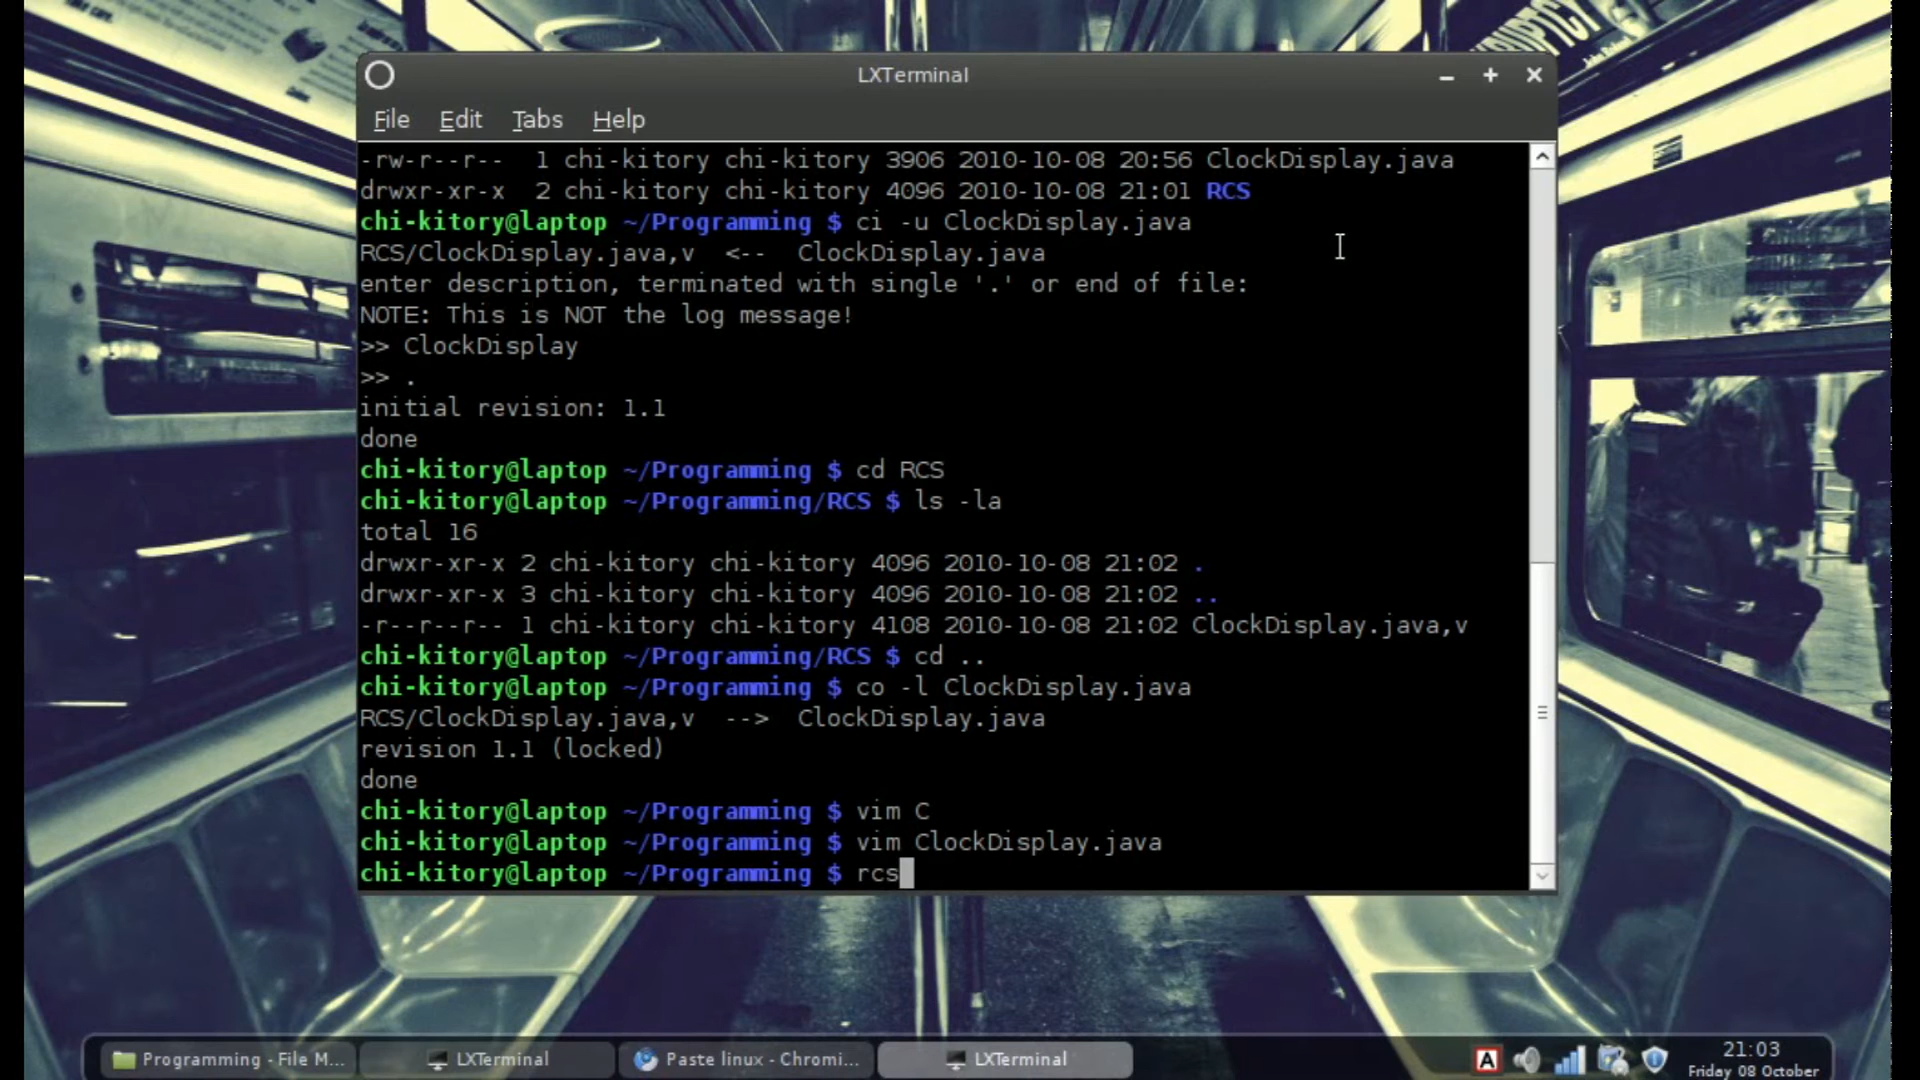 LXTerminal
File Edit Tabs Help
-rw-r--r-- 1 chi-kitory chi-kitory 3906 2010-10-08 20:56 ClockDisplay.java
drwxr-xr-x 2 chi-kitory chi-kitory 4096 2010-10-08 21:01 RCS
chi-kitory@laptop ~/Programming $ ci -u ClockDisplay.java
RCS/ClockDisplay.java,v <-- ClockDisplay.java
enter description, terminated with single '.' or end of file:
NOTE: This is NOT the log message!
>> ClockDisplay
>> .
initial revision: 1.1
done
chi-kitory@laptop ~/Programming $ cd RCS
chi-kitory@laptop ~/Programming/RCS $ ls -la
total 16
drwxr-xr-x 2 chi-kitory chi-kitory 4096 2010-10-08 21:02 .
drwxr-xr-x 3 chi-kitory chi-kitory 4096 2010-10-08 21:02 ..
-r--r--r-- 1 chi-kitory chi-kitory 4108 2010-10-08 21:02 ClockDisplay.java,v
chi-kitory@laptop ~/Programming/RCS $ cd ..
chi-kitory@laptop ~/Programming $ co -l ClockDisplay.java
RCS/ClockDisplay.java,v --> ClockDisplay.java
revision 1.1 (locked)
done
chi-kitory@laptop ~/Programming $ vim C
chi-kitory@laptop ~/Programming $ vim ClockDisplay.java
chi-kitory@laptop ~/Programming $ rcs
Programming - File M... LXTerminal Paste linux - Chromi... LXTerminal A 21:03
Friday 08 October